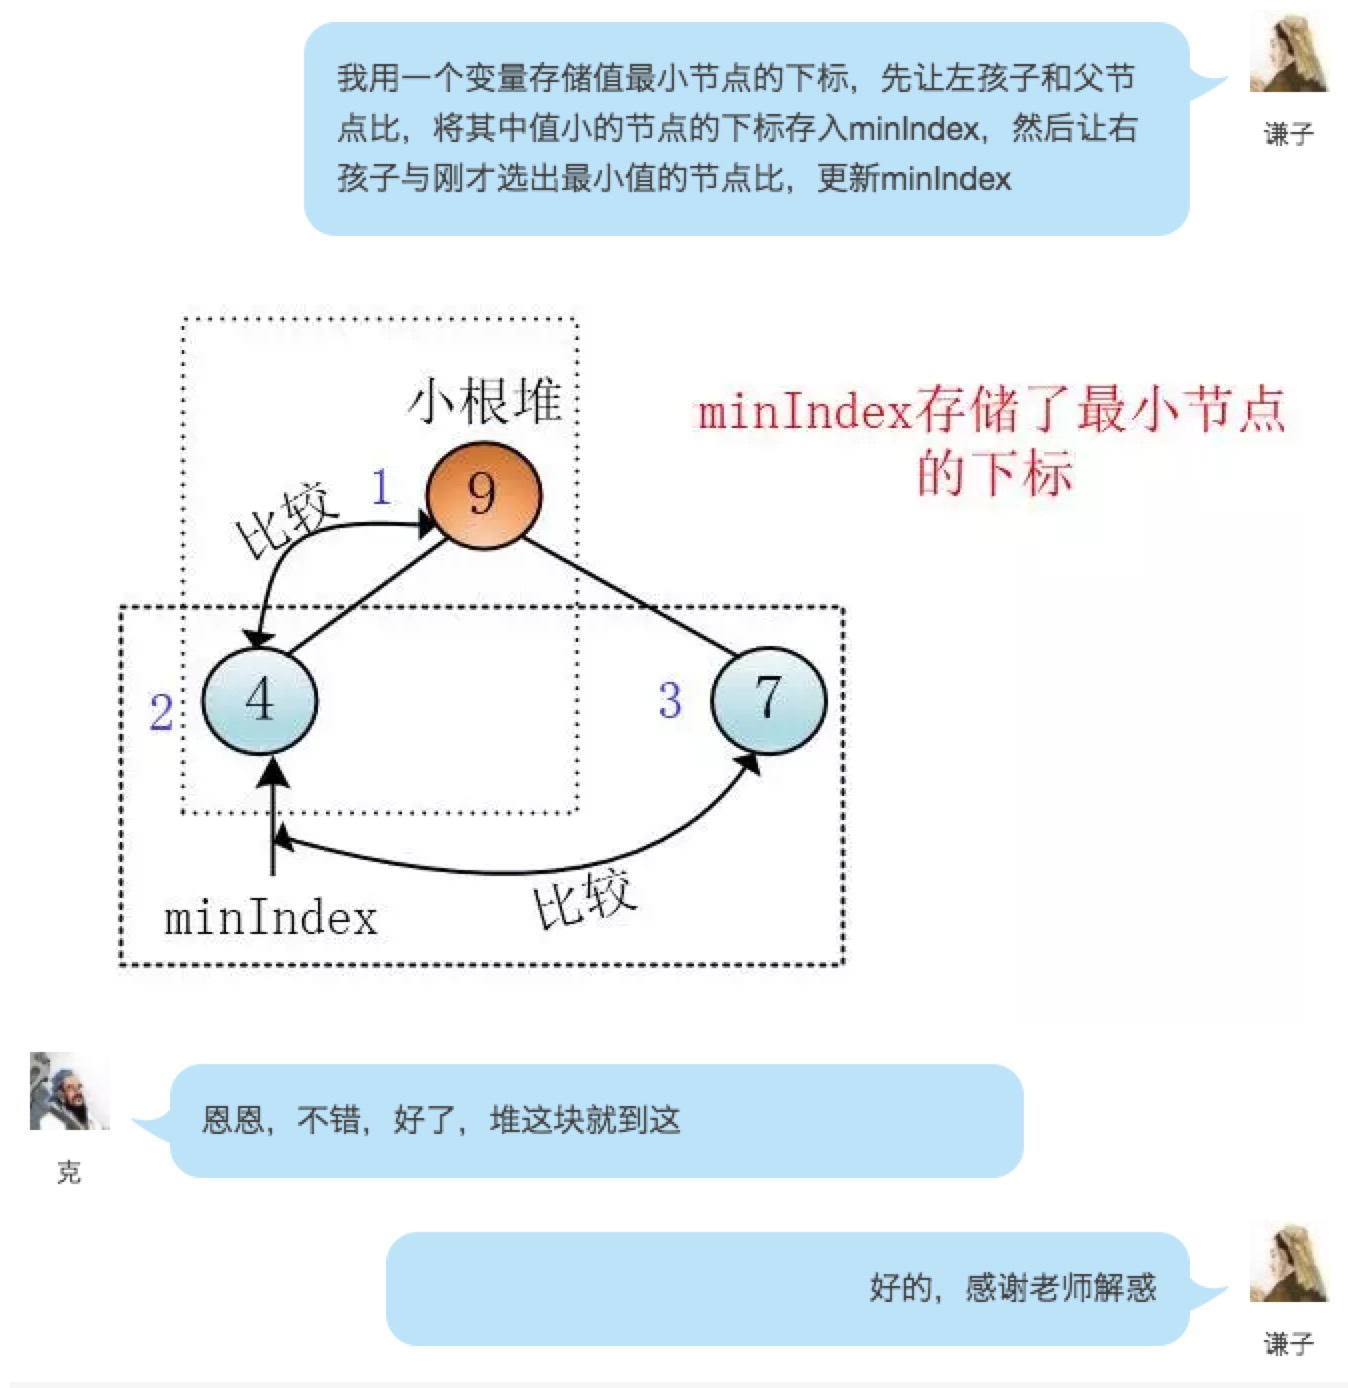 我用一个变量存储值最小节点的下标，先让左孩子和父节
点比，将其中值小的节点的下标存入minIndex，然后让右
孩子与刚才选出最小值的节点比，更新minIndex
谦子
小根堆
minIndex存储了最小节点
的下标
比较
1
9
2
4
3
7
minIndex
比较
恩恩，不错，好了，堆这块就到这
克
好的，感谢老师解惑
谦子